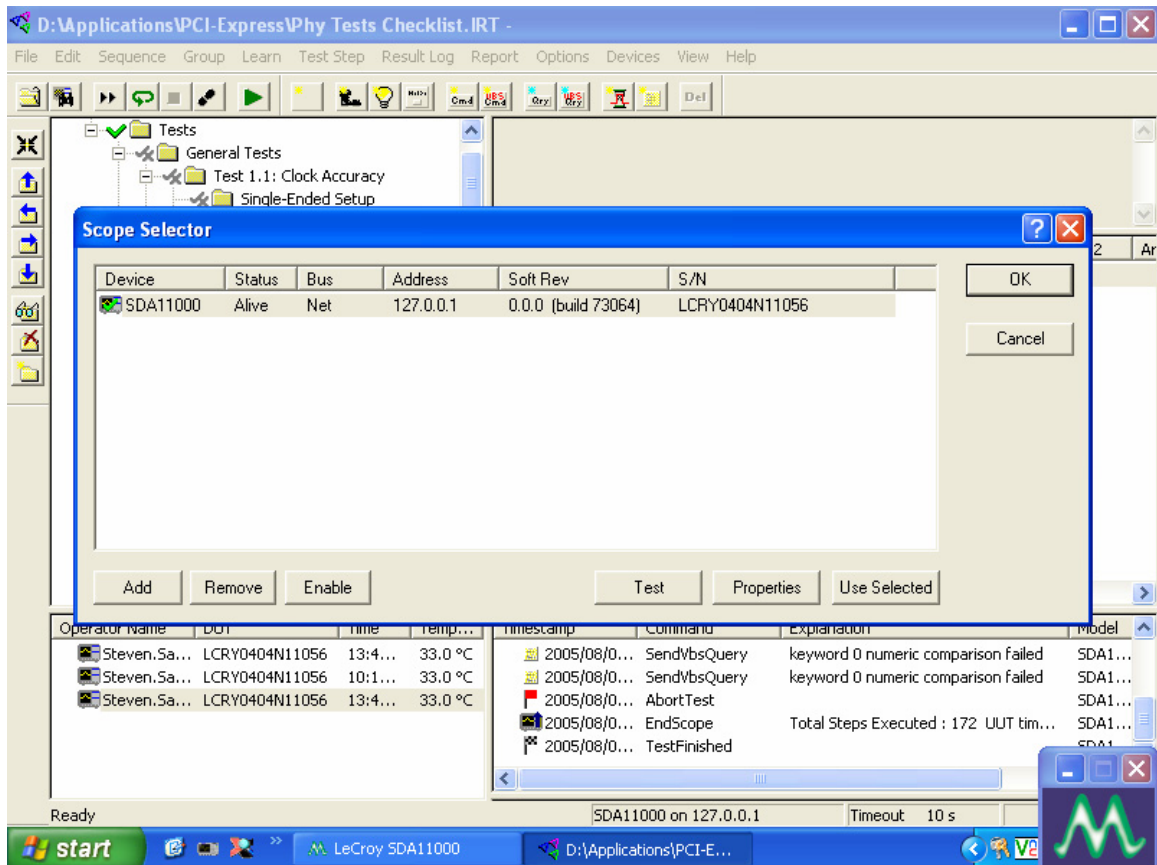 D:\Applications\PCI-Express\Phy Tests Checklist.IRT -
File Edit Sequence Group Learn Test Step Result Log Report Options Devices View Help
Cmd VBS Cmd Qry VBS Qry Del
Tests
General Tests
Test 1.1: Clock Accuracy
Single-Ended Setup
Scope Selector
2 Ar
Device Status Bus Address Soft Rev S/N
SDA11000 Alive Net 127.0.0.1 0.0.0 (build 73064) LCRY0404N11056
OK
Cancel
Add Remove Enable Test Properties Use Selected
Operator Name DUT Time Temp... Timestamp Command Explanation Model
Steven.Sa... LCRY0404N11056 13:4... 33.0 °C 2005/08/0... SendVbsQuery keyword 0 numeric comparison failed SDA1...
Steven.Sa... LCRY0404N11056 10:1... 33.0 °C 2005/08/0... SendVbsQuery keyword 0 numeric comparison failed SDA1...
Steven.Sa... LCRY0404N11056 13:4... 33.0 °C 2005/08/0... AbortTest SDA1...
2005/08/0... EndScope Total Steps Executed : 172 UUT tim... SDA1...
2005/08/0... TestFinished SDA1
Ready SDA11000 on 127.0.0.1 Timeout 10 s
start LeCroy SDA11000 D:\Applications\PCI-E...